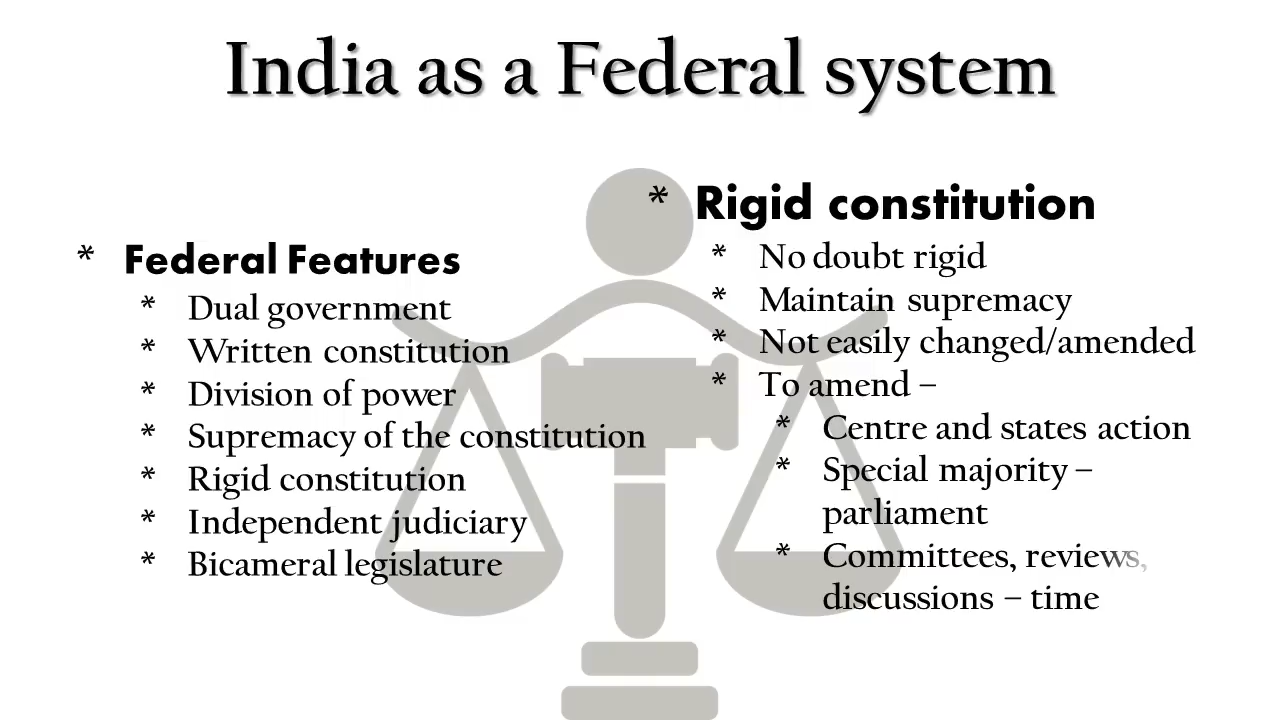 India as a Federal system
* Federal Features
* Dual government
* Written constitution
* Division of power
* Supremacy of the constitution
* Rigid constitution
* Independent judiciary
* Bicameral legislature
* Rigid constitution
* No doubt rigid
* Maintain supremacy
* Not easily changed/amended
* To amend –
* Centre and states action
* Special majority –
parliament
* Committees, reviews,
discussions – time